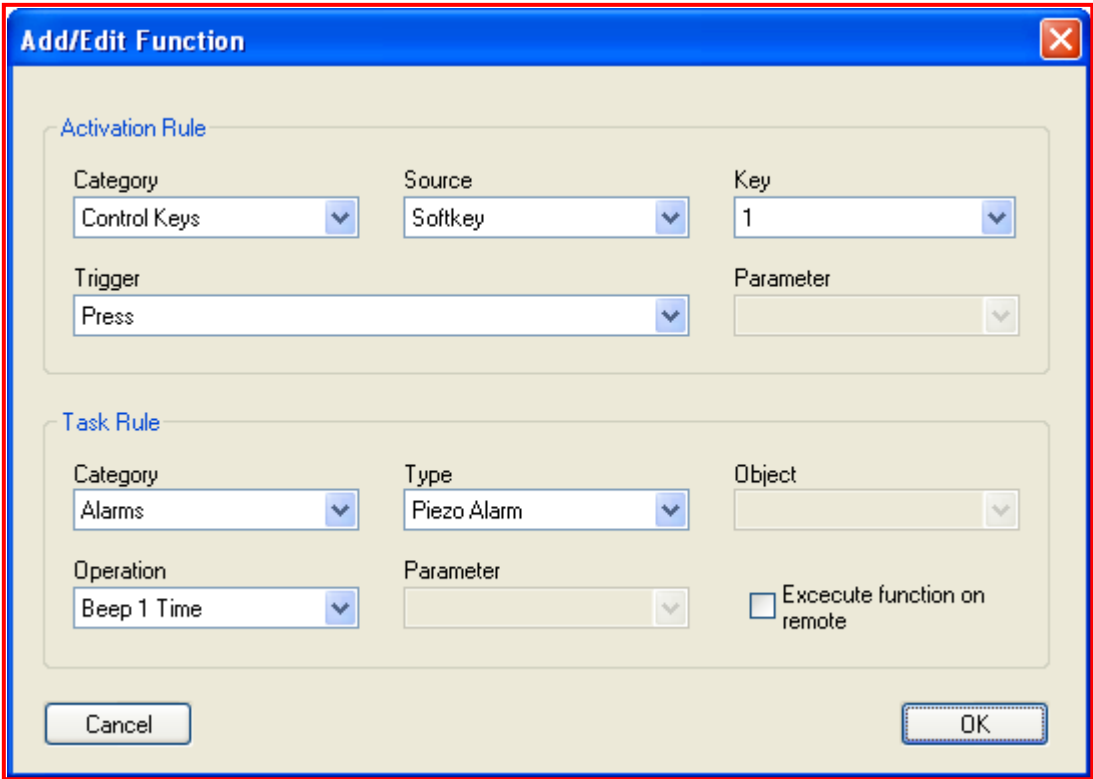 Add/Edit Function
Activation Rule
Category Source Key
Control Keys Softkey 1
Trigger Parameter
Press
Task Rule
Category Type Object
Alarms Piezo Alarm
Operation Parameter
Beep 1 Time
Excecute function on
remote
Cancel OK